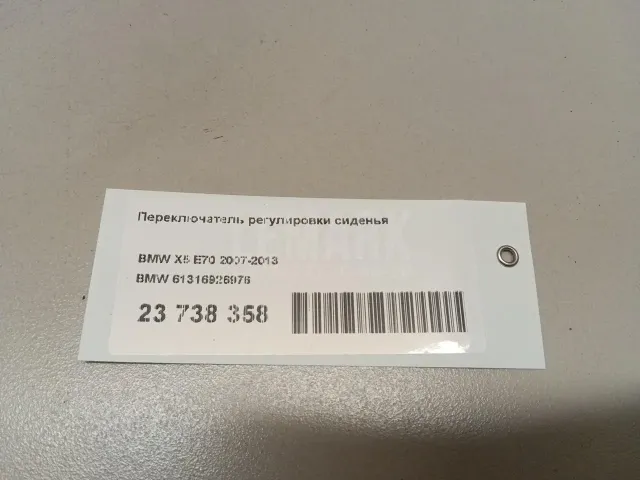 Переключатель регулировки сиденья
BMW X5 E70 2007-2013
BMW 61316926976
23 738 358